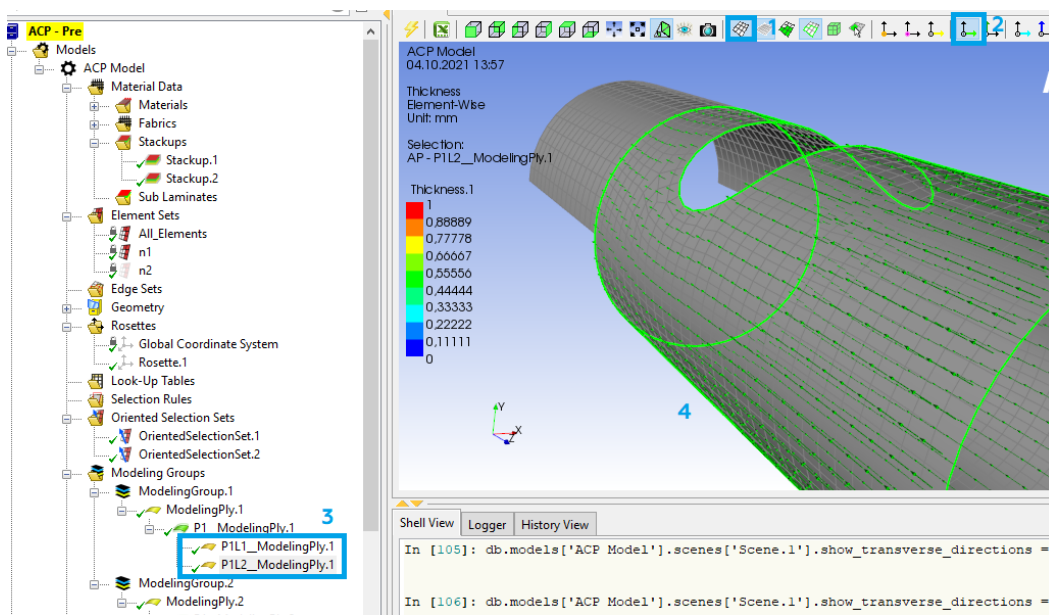 ACP - Pre
Models
ACP Model
Material Data
Materials
Fabrics
Stackups
Stackup.1
Stackup.2
Sub Laminates
Element Sets
All_Elements
n1
n2
Edge Sets
Geometry
Rosettes
Global Coordinate System
Rosette.1
Look-Up Tables
Selection Rules
Oriented Selection Sets
OrientedSelectionSet.1
OrientedSelectionSet.2
Modeling Groups
ModelingGroup.1
ModelingPly.1
P1__ModelingPly.1
3
P1L1__ModelingPly.1
P1L2__ModelingPly.1
ModelingGroup.2
ModelingPly.2
1
2
ACP Model
04.10.2021 13:57
Thickness
Element-Wise
Unit: mm
Selection:
AP - P1L2__ModelingPly.1
Thickness.1
1
0,88889
0,77778
0,66667
0,55556
0,44444
0,33333
0,22222
0,11111
0
Y
X
Z
4
Shell View
Logger
History View
In [105]: db.models['ACP Model'].scenes['Scene.1'].show_transverse_directions =
In [106]: db.models['ACP Model'].scenes['Scene.1'].show_transverse_directions =